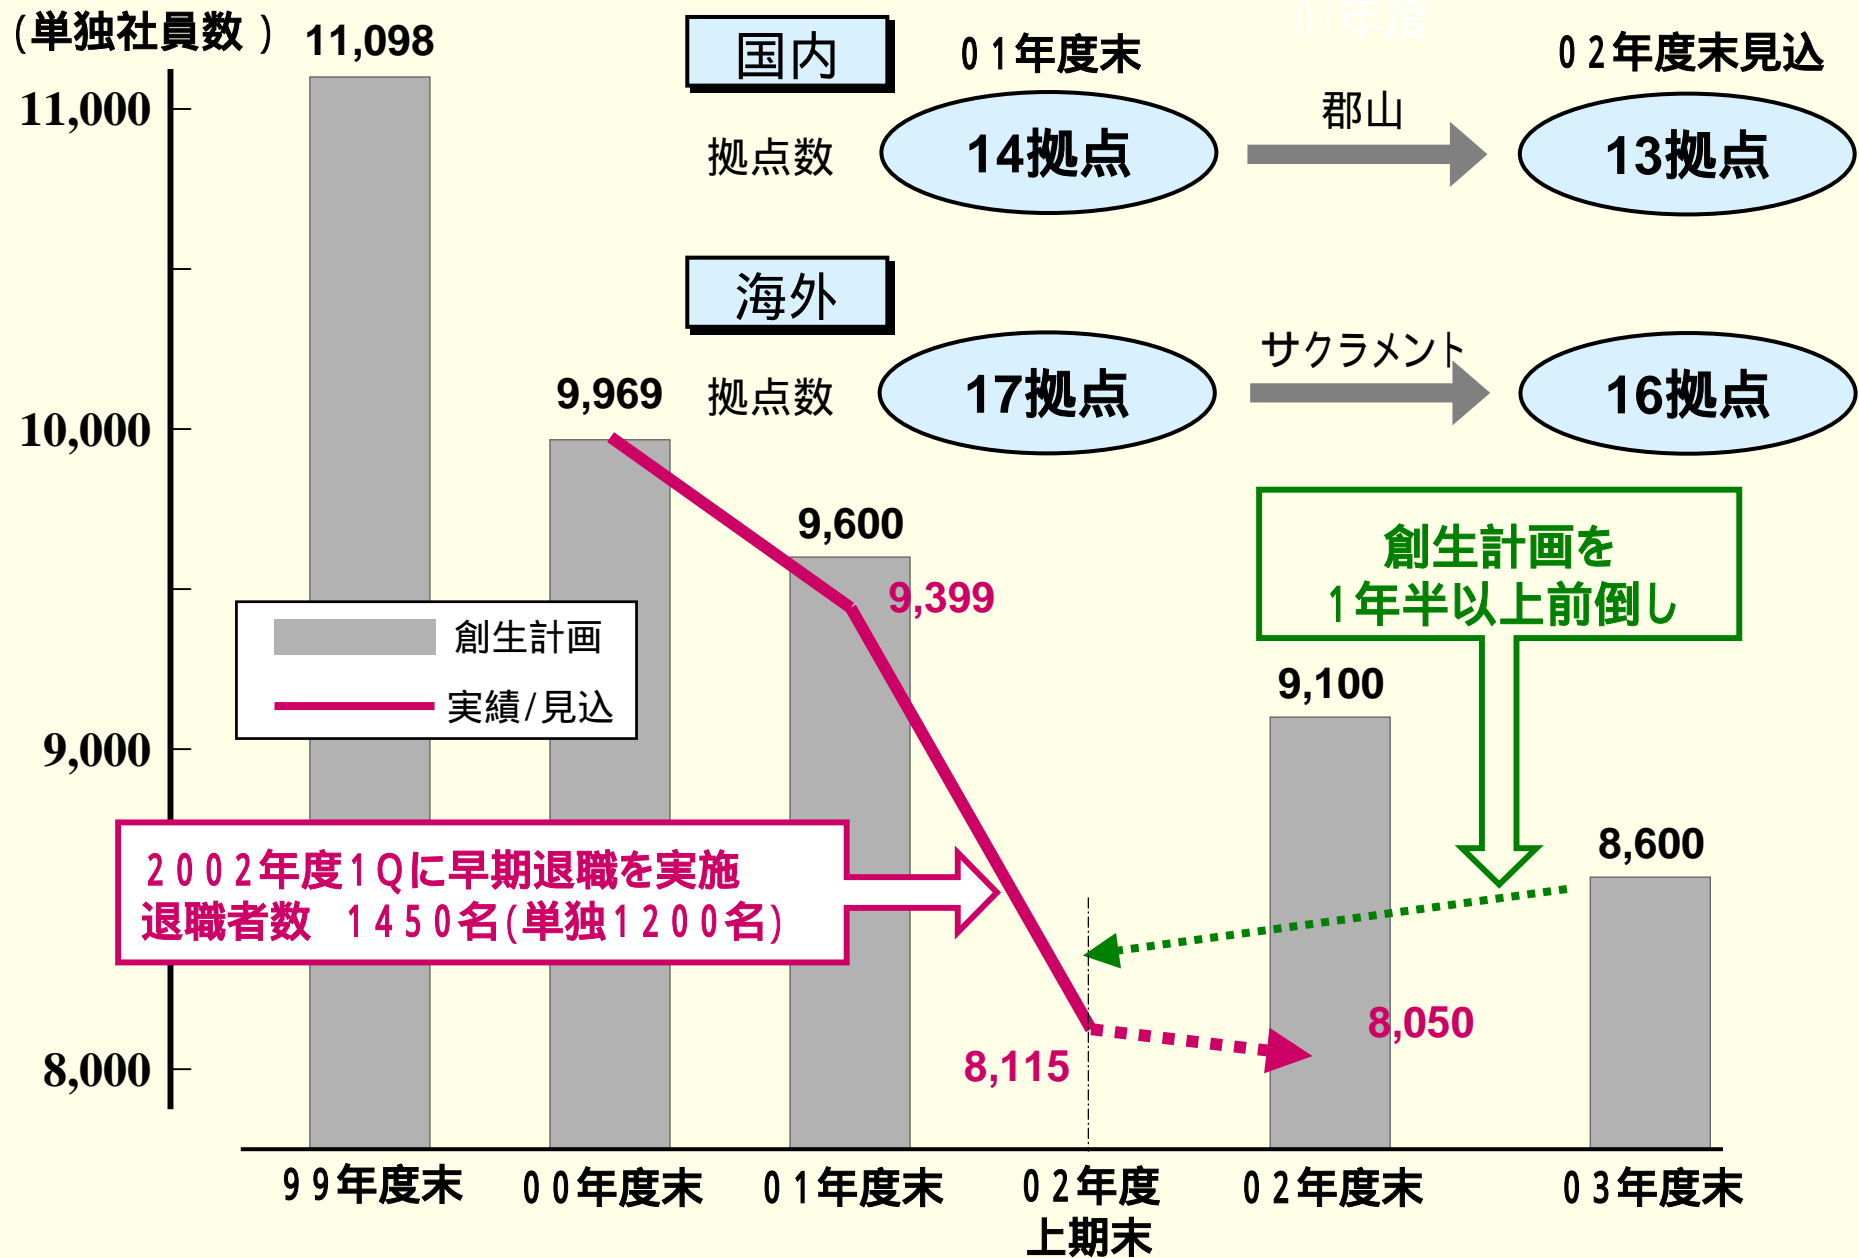 (単独社員数)
11,098
国内
01年度
01年度末
02年度末見込
11,000
郡山
拠点数
14拠点
13拠点
海外
サクラメント
拠点数
17拠点
16拠点
9,969
10,000
9,600
創生計画を
1年半以上前倒し
9,399
創生計画
実績/見込
9,100
9,000
8,600
2002年度1Qに早期退職を実施
退職者数 1450名(単独1200名)
8,050
8,115
8,000
99年度末
00年度末
01年度末
02年度
上期末
02年度末
03年度末